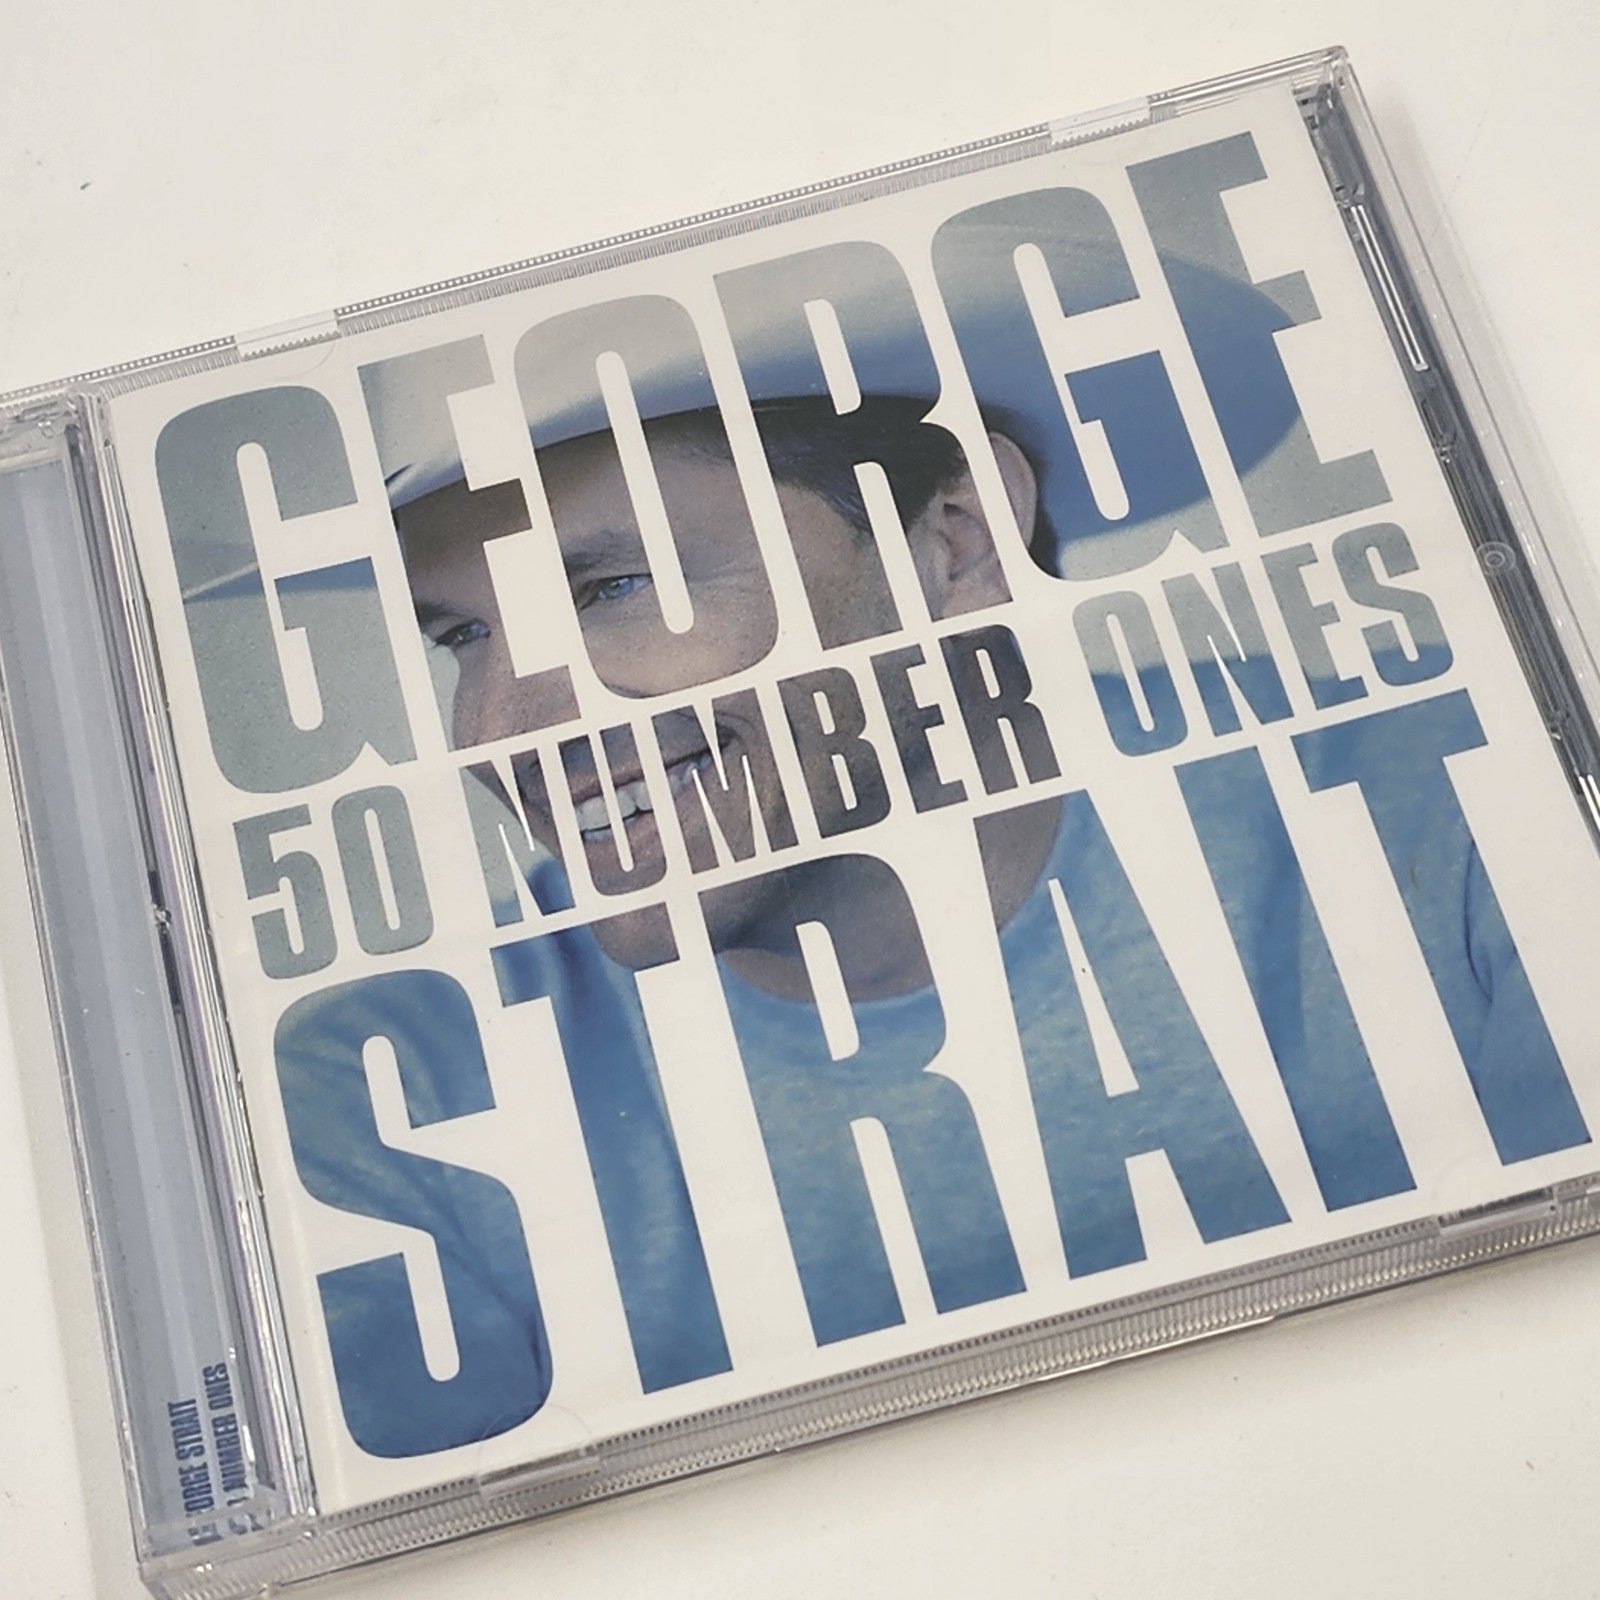 GEORGE
50 NUMBER ONES
STRAIT
GEORGE STRAIT
NUMBER ONES